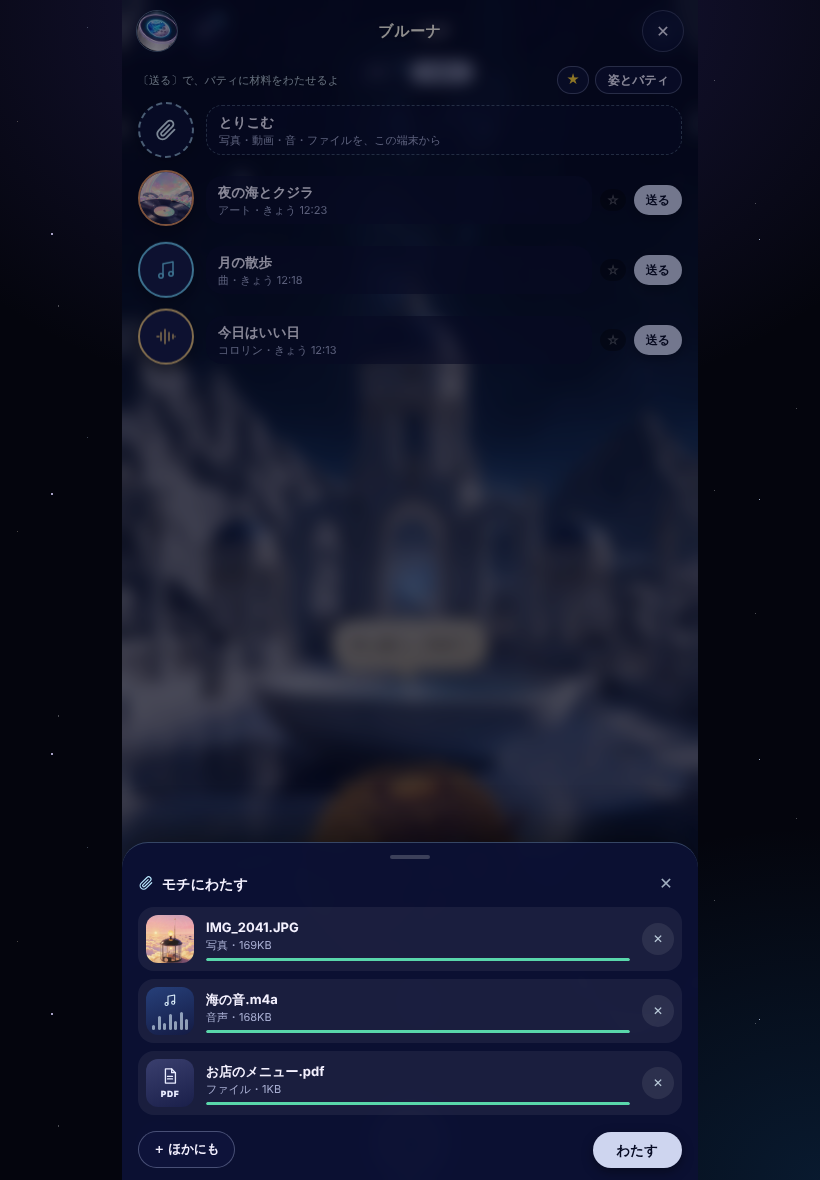 ブルーナ
〔送る〕で、バティに材料をわたせるよ
姿とバティ
とりこむ
写真・動画・音・ファイルを、この端末から
夜の海とクジラ
アート・きょう 12:23
送る
月の散歩
曲・きょう 12:18
送る
今日はいい日
コロリン・きょう 12:13
送る
モチにわたす
IMG_2041.JPG
写真・169KB
海の音.m4a
音声・168KB
PDF
お店のメニュー.pdf
ファイル・1KB
+ ほかにも
わたす